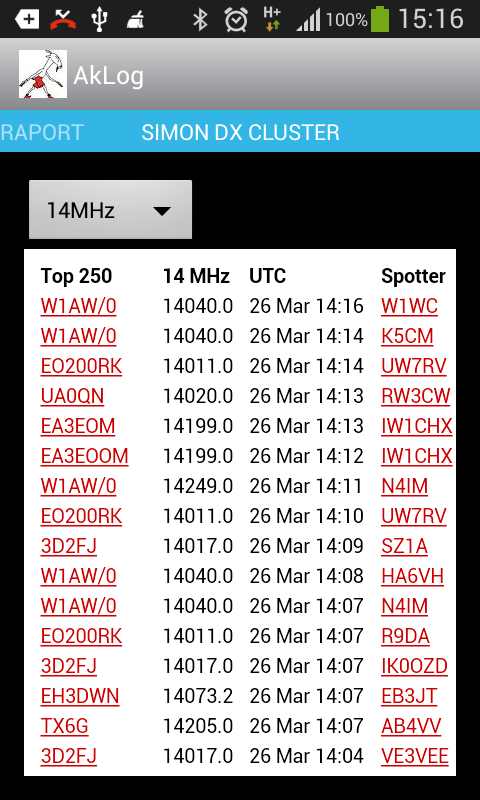 H+ 100% 15:16
AkLog
RAPORT SIMON DX CLUSTER
14MHz
Top 250 14 MHz UTC Spotter
W1AW/0 14040.0 26 Mar 14:16 W1WC
W1AW/0 14040.0 26 Mar 14:14 K5CM
EO200RK 14011.0 26 Mar 14:14 UW7RV
UA0QN 14020.0 26 Mar 14:13 RW3CW
EA3EOM 14199.0 26 Mar 14:13 IW1CHX
EA3EOOM 14199.0 26 Mar 14:12 IW1CHX
W1AW/0 14249.0 26 Mar 14:11 N4IM
EO200RK 14011.0 26 Mar 14:10 UW7RV
3D2FJ 14017.0 26 Mar 14:09 SZ1A
W1AW/0 14040.0 26 Mar 14:08 HA6VH
W1AW/0 14040.0 26 Mar 14:07 N4IM
EO200RK 14011.0 26 Mar 14:07 R9DA
3D2FJ 14017.0 26 Mar 14:07 IK0OZD
EH3DWN 14073.2 26 Mar 14:07 EB3JT
TX6G 14205.0 26 Mar 14:07 AB4VV
3D2FJ 14017.0 26 Mar 14:04 VE3VEE